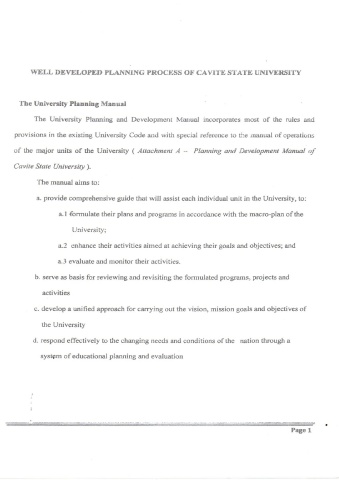 WELL DEVELOPED PLANNING PROCESS OF CAVITE STATE UNIVERSITY
The University Planning Manual
The University Planning and Development Manual incorporates most of the rules and
provisions in the existing University Code and with special reference to the manual of operations
of the major units of the University ( Attachment A – Planning and Development Manual of
Cavite State University ).
The manual aims to:
a. provide comprehensive guide that will assist each individual unit in the University, to:
a.1 formulate their plans and programs in accordance with the macro-plan of the
University;
a.2 enhance their activities aimed at achieving their goals and objectives; and
a.3 evaluate and monitor their activities.
b. serve as basis for reviewing and revisiting the formulated programs, projects and
activities
c. develop a unified approach for carrying out the vision, mission goals and objectives of
the University
d. respond effectively to the changing needs and conditions of the nation through a
system of educational planning and evaluation
Page 1